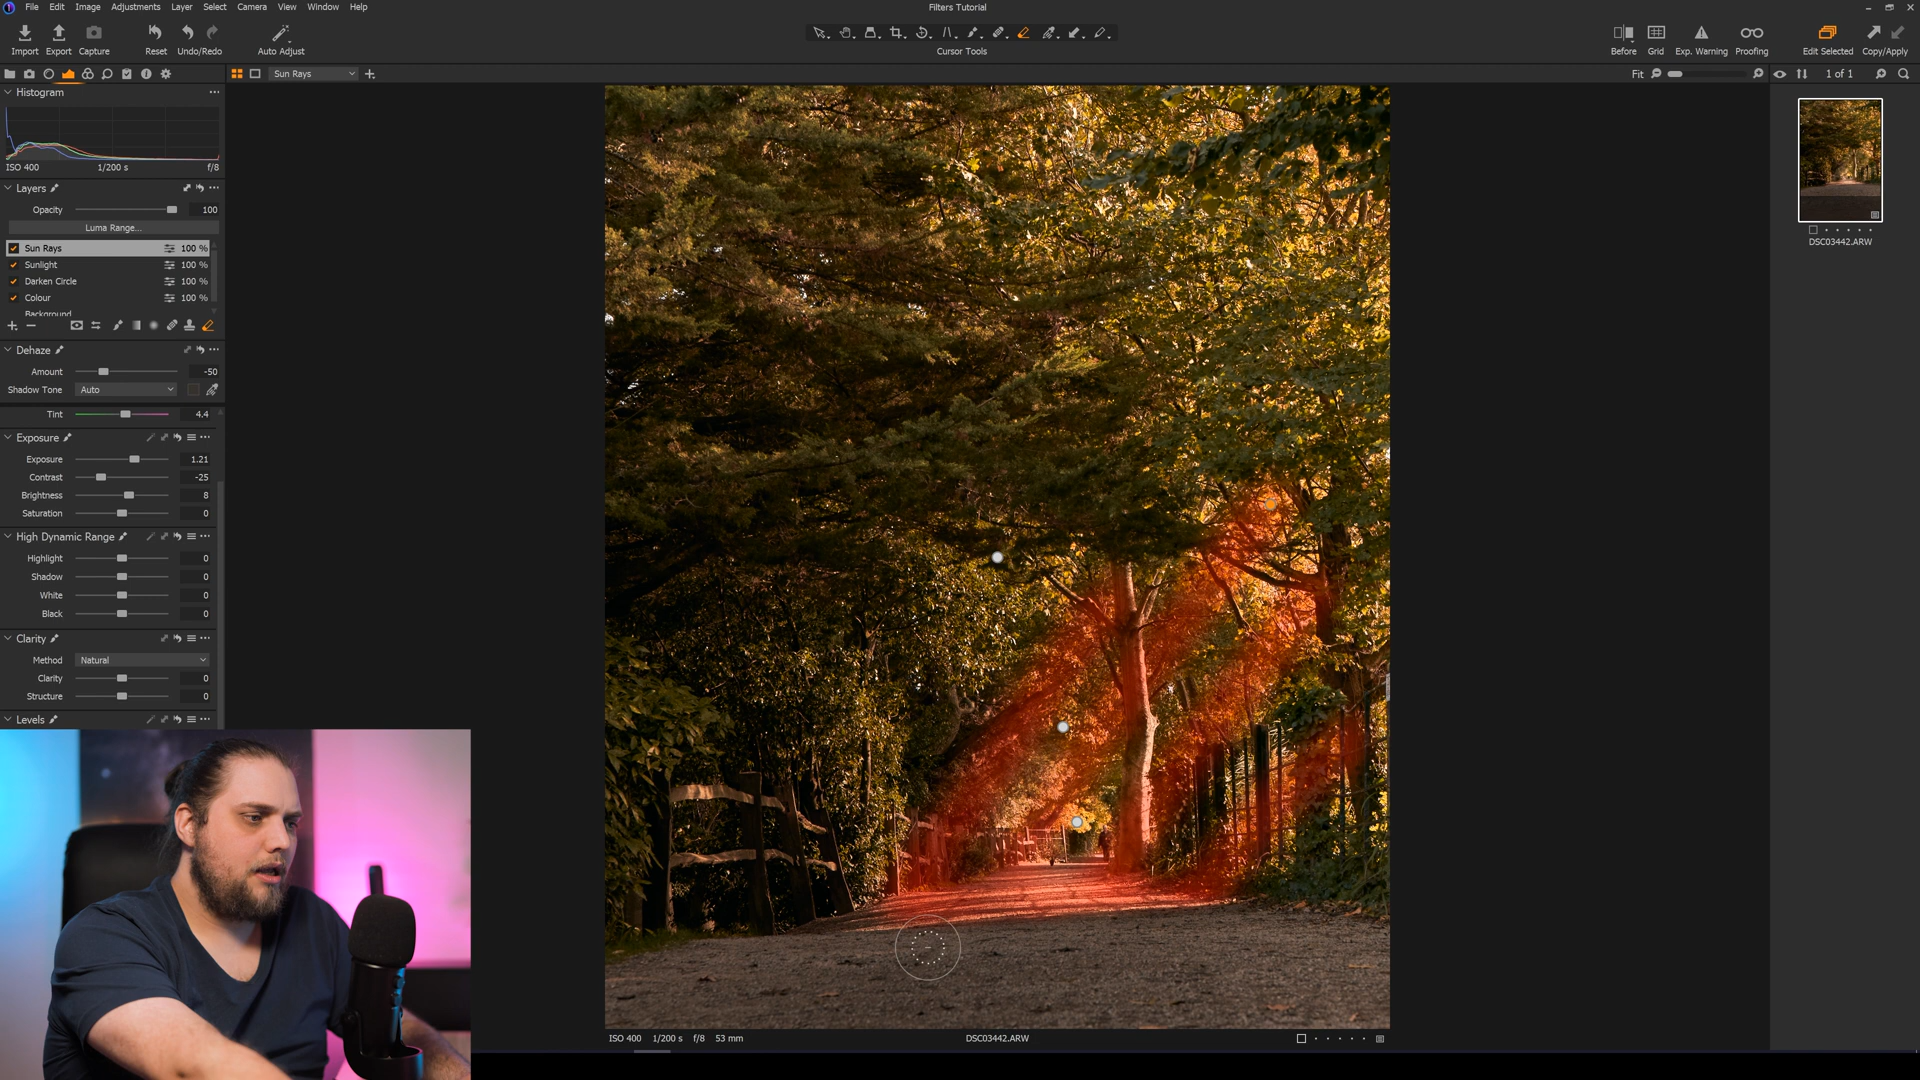 File Edit Image Adjustments Layer Select Camera View Window Help
Filters Tutorial
Import Export Capture Reset Undo/Redo Auto Adjust
Cursor Tools
Before Grid Exp. Warning Proofing Edit Selected Copy/Apply
Sun Rays
Fit
1 of 1
Histogram
ISO 400 1/200 s f/8
Layers
Opacity 100
Luma Range...
Sun Rays 100 %
Sunlight 100 %
Darken Circle 100 %
Colour 100 %
Background
Dehaze
Amount -50
Shadow Tone Auto
Tint 4.4
Exposure
Exposure 1.21
Contrast -25
Brightness 8
Saturation 0
High Dynamic Range
Highlight 0
Shadow 0
White 0
Black 0
Clarity
Method Natural
Clarity 0
Structure 0
Levels
DSC03442.ARW
ISO 400 1/200 s f/8 53 mm
DSC03442.ARW